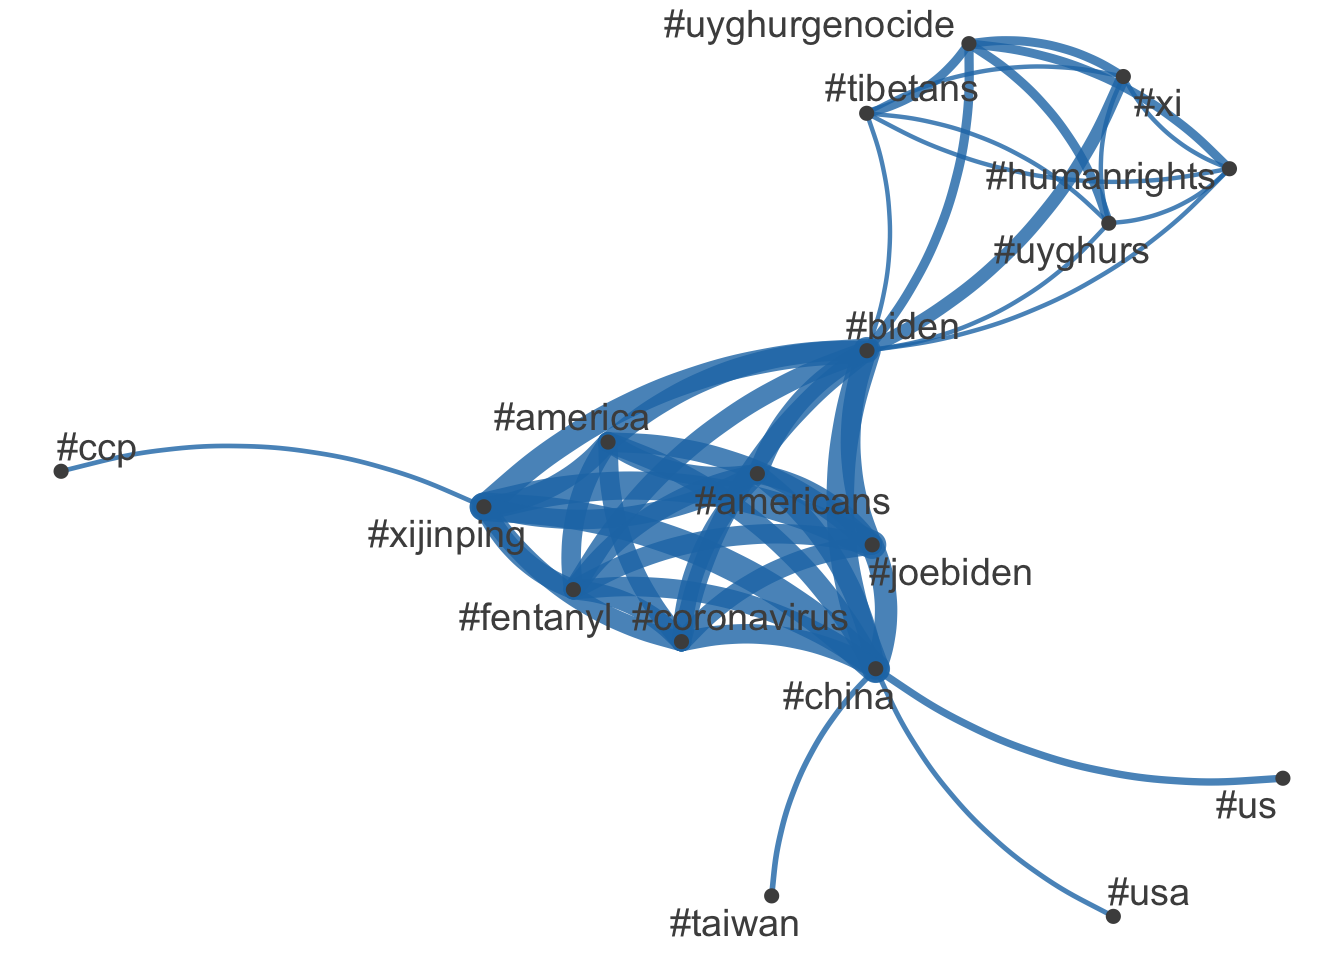 #uyghurgenocide
#tibetans
#xi
#humanrights
#uyghurs
#biden
#america
#ccp
#americans
#xijinping
#joebiden
#fentanyl
#coronavirus
#china
#us
#usa
#taiwan